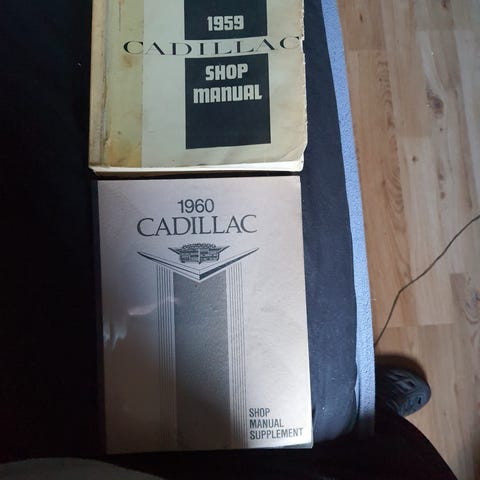 1959
CADILLAC
SHOP
MANUAL
1960
CADILLAC
SHOP
MANUAL
SUPPLEMENT